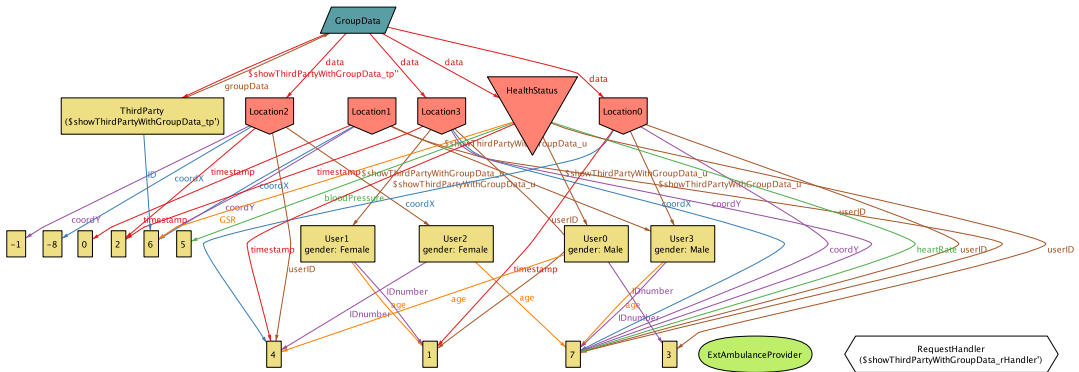 GroupData
data
data
data
$showThirdPartyWithGroupData_tp''
data
groupData
HealthStatus
ThirdParty
($showThirdPartyWithGroupData_tp')
Location2
Location1
Location3
Location0
$showThirdPartyWithGroupData_u
ID
coordX
timestamp
coordX
timestamp
$showThirdPartyWithGroupData_u
$showThirdPartyWithGroupData_u
$showThirdPartyWithGroupData_u
$showThirdPartyWithGroupData_u
bloodPressure
coordX
coordY
coordY
timestamp
coordY
GSR
userID
userID
-1
-8
0
2
6
5
User1
gender: Female
User2
gender: Female
User0
gender: Male
User3
gender: Male
timestamp
coordY
heartRate
userID
userID
userID
timestamp
IDnumber
IDnumber
age
age
age
age
IDnumber
IDnumber
4
1
7
3
ExtAmbulanceProvider
RequestHandler
($showThirdPartyWithGroupData_rHandler')